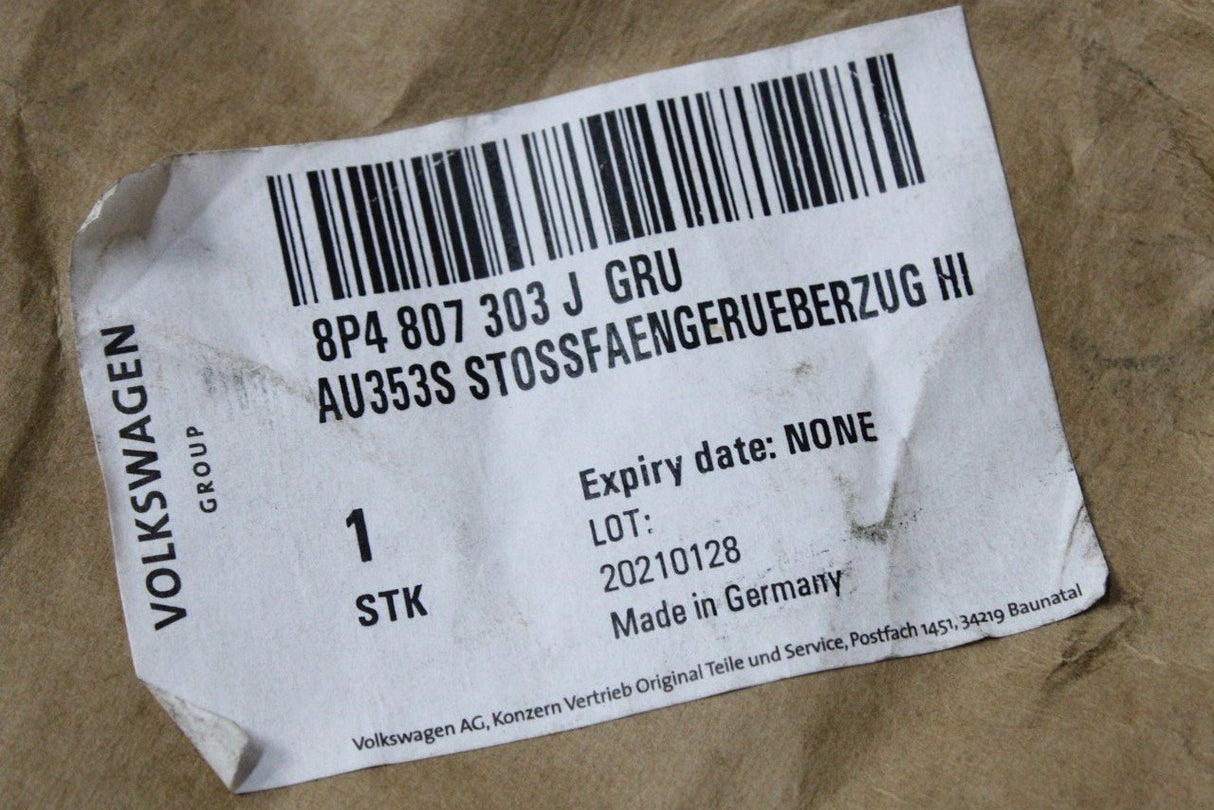 VOLKSWAGEN
GROUP
8P4 807 303 J GRU
AU353S STOSSFAENGERUEBERZUG HI
1
STK
Expiry date: NONE
LOT:
20210128
Made in Germany
Volkswagen AG, Konzern Vertrieb Original Teile und Service, Postfach 1451, 34219 Baunatal